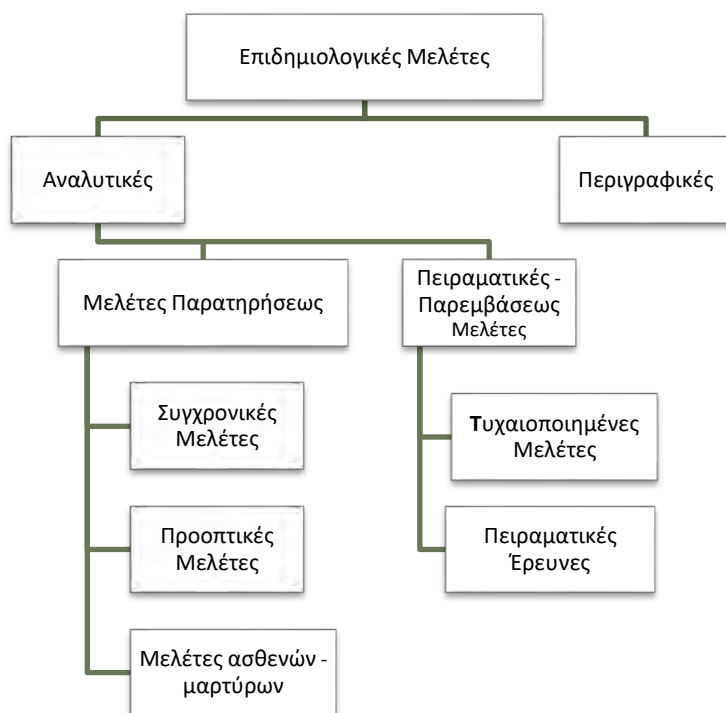 Επιδημιολογικές Μελέτες
Αναλυτικές
Περιγραφικές
Μελέτες Παρατηρήσεως
Πειραματικές -
Παρεμβάσεως
Μελέτες
Συγχρονικές
Μελέτες
Προοπτικές
Μελέτες
Μελέτες ασθενών -
μαρτύρων
Τυχαιοποιημένες
Μελέτες
Πειραματικές
Έρευνες